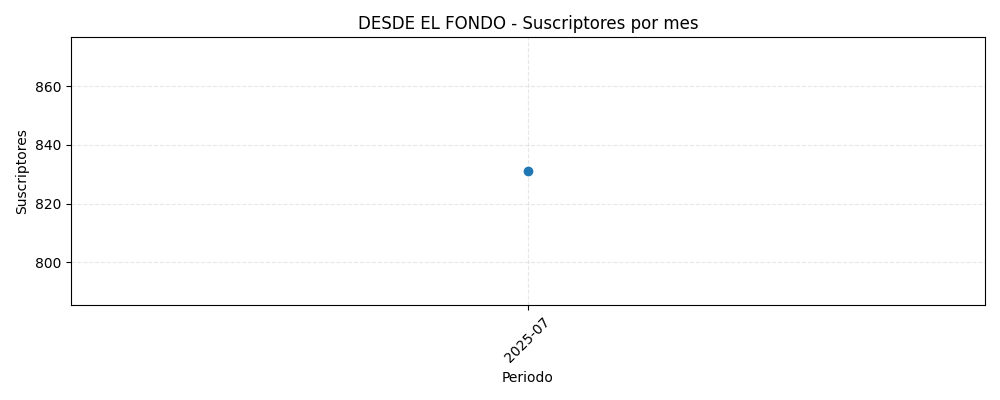 DESDE EL FONDO - Suscriptores por mes
860
840
820
800
Suscriptores
2025-07
Periodo